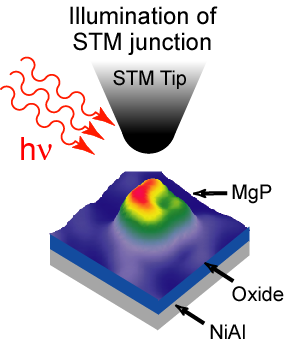 Illumination of
STM junction
STM Tip
hν
MgP
Oxide
NiAl